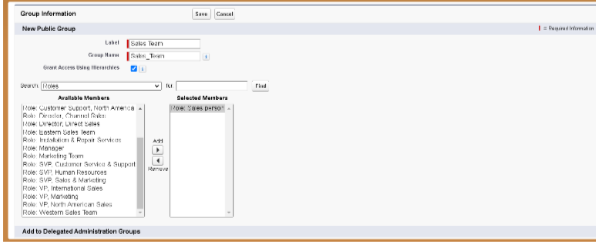 Group Information
Save
Cancel
New Public Group
= Required Information
Label
Sales Team
Group Name
Sales_Team
Grant Access Using Hierarchies
Search:
Roles
for:
Find
Available Members
Selected Members
Role: Customer Support, North America
Role: Director, Channel Sales
Role: Director, Direct Sales
Role: Eastern Sales Team
Role: Installation & Repair Services
Role: Manager
Role: Marketing Team
Role: SVP, Customer Service & Support
Role: SVP, Human Resources
Role: SVP, Sales & Marketing
Role: VP, International Sales
Role: VP, Marketing
Role: VP, North American Sales
Role: Western Sales Team
Add
Remove
Role: Sales person
Add to Delegated Administration Groups